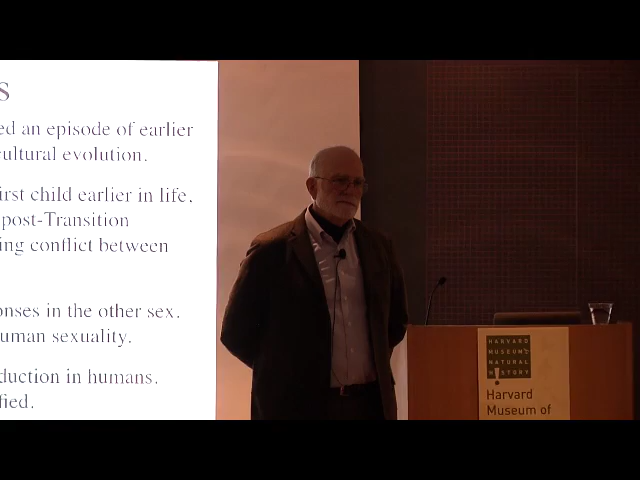 S
ed an episode of earlier
cultural evolution.
irst child earlier in life,
post-Transition
ing conflict between
onses in the other sex.
uman sexuality.
duction in humans.
fied.
HARVARD
MUSEUM OF
NATURAL
HISTORY
Harvard
Museum of